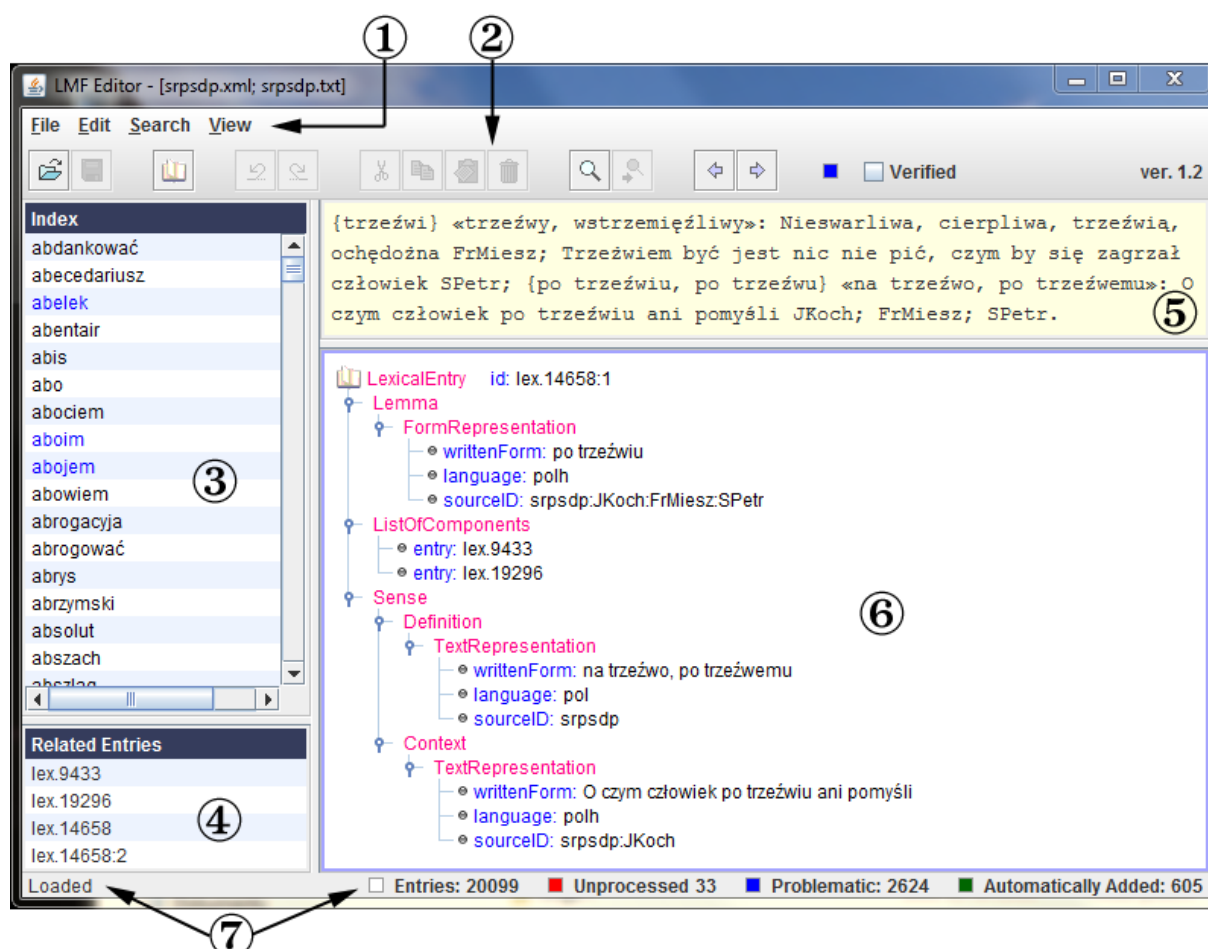 ① ②
LMF Editor - [srpsdp.xml; srpsdp.txt]
File Edit Search View
Verified ver. 1.2
Index
abdankować
abecedariusz
abelek
abentair
abis
abo
abociem
aboim
abojem
abowiem
abrogacyja
abrogować
abrys
abrzymski
absolut
abszach
abszlag
③
Related Entries
lex.9433
lex.19296
lex.14658
lex.14658:2
④
{trzeźwi} «trzeźwy, wstrzemięźliwy»: Nieswarliwa, cierpliwa, trzeźwią,
ochędożna FrMiesz; Trzeźwiem być jest nic nie pić, czym by się zagrzał
człowiek SPetr; {po trzeźwiu, po trzeźwu} «na trzeźwo, po trzeźwemu»: O
czym człowiek po trzeźwiu ani pomyśli JKoch; FrMiesz; SPetr.
⑤
LexicalEntry id: lex.14658:1
Lemma
FormRepresentation
writtenForm: po trzeźwiu
language: polh
sourceID: srpsdp:JKoch:FrMiesz:SPetr
ListOfComponents
entry: lex.9433
entry: lex.19296
Sense
Definition
TextRepresentation
writtenForm: na trzeźwo, po trzeźwemu
language: pol
sourceID: srpsdp
Context
TextRepresentation
writtenForm: O czym człowiek po trzeźwiu ani pomyśli
language: polh
sourceID: srpsdp:JKoch
⑥
Loaded Entries: 20099 Unprocessed 33 Problematic: 2624 Automatically Added: 605
⑦